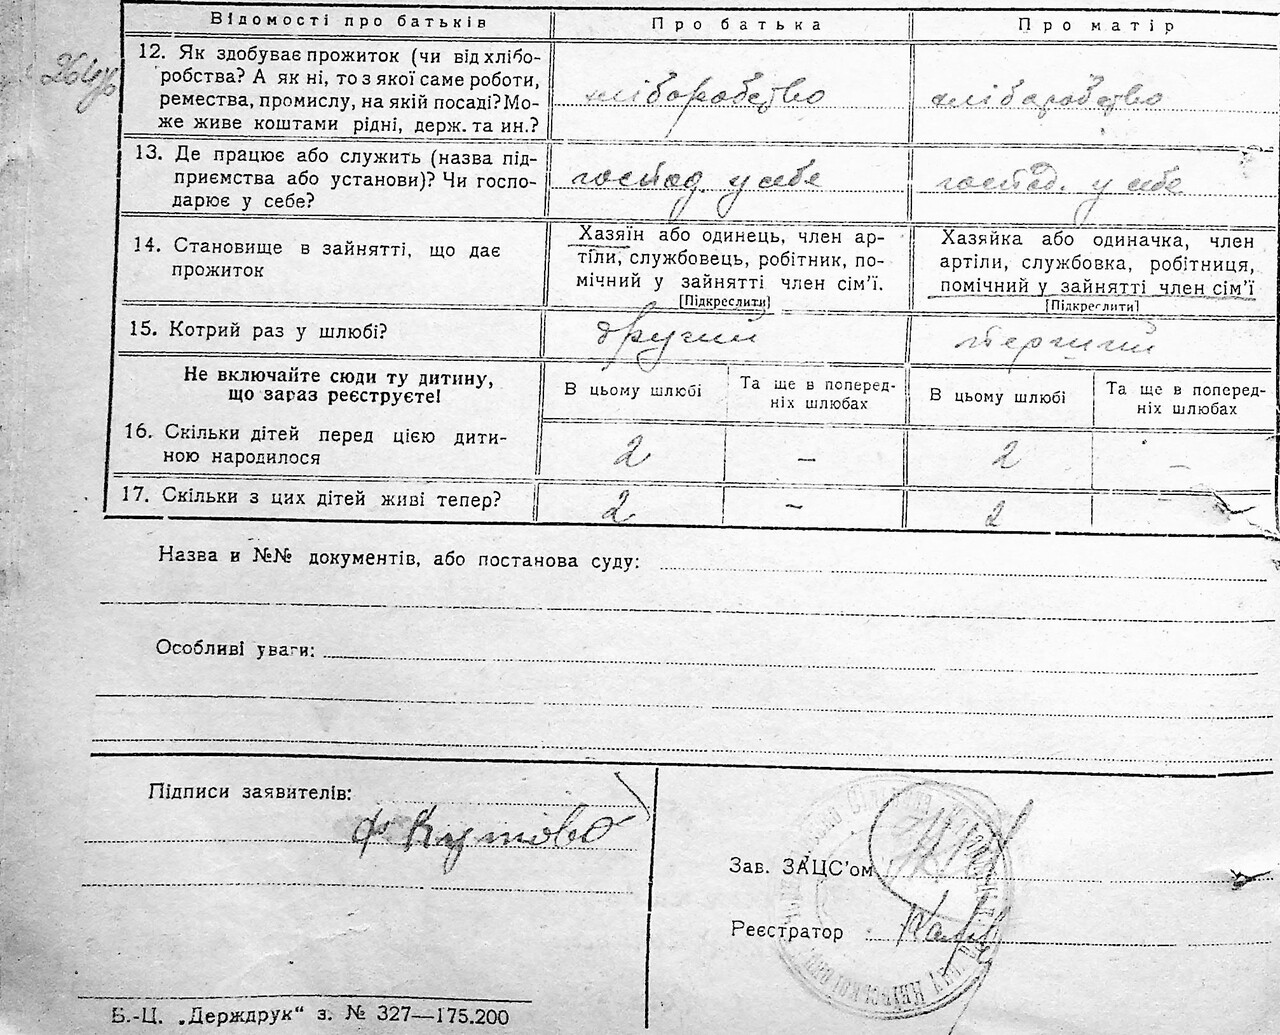 Відомості про батьків Про батька Про матір
12. Як здобуває прожиток (чи від хлібо-
робства? А як ні, то з якої саме роботи,
ремества, промислу, на якій посаді? Мо-
же живе коштами рідні, держ. та ин.?
хліборобство
хліборобство
13. Де працює або служить (назва під-
приємства або установи)? Чи госпо-
дарює у себе?
господ. у себе
господ. у себе
14. Становище в зайнятті, що дає
прожиток
Хазяїн або одинець, член ар-
тіли, службовець, робітник, по-
мічний у зайнятті член сім'ї.
[Підкреслити]
Хазяйка або одиначка, член
артіли, службовка, робітниця,
помічний у зайнятті член сім'ї
[Підкреслити]
15. Котрий раз у шлюбі?
другий
перший
Не включайте сюди ту дитину,
що зараз реєструєте!
В цьому шлюбі
Та ще в поперед-
ніх шлюбах
В цьому шлюбі
Та ще в поперед-
ніх шлюбах
16. Скільки дітей перед цією дити-
ною народилося
2 – 2 –
17. Скільки з цих дітей живі тепер?
2 – 2
Назва и №№ документів, або постанова суду:
Особливі уваги:
Підписи заявителів:
Зав. ЗАЦС'ом
Реєстратор
Б.-Ц. „Держдрук" з. № 327—175.200